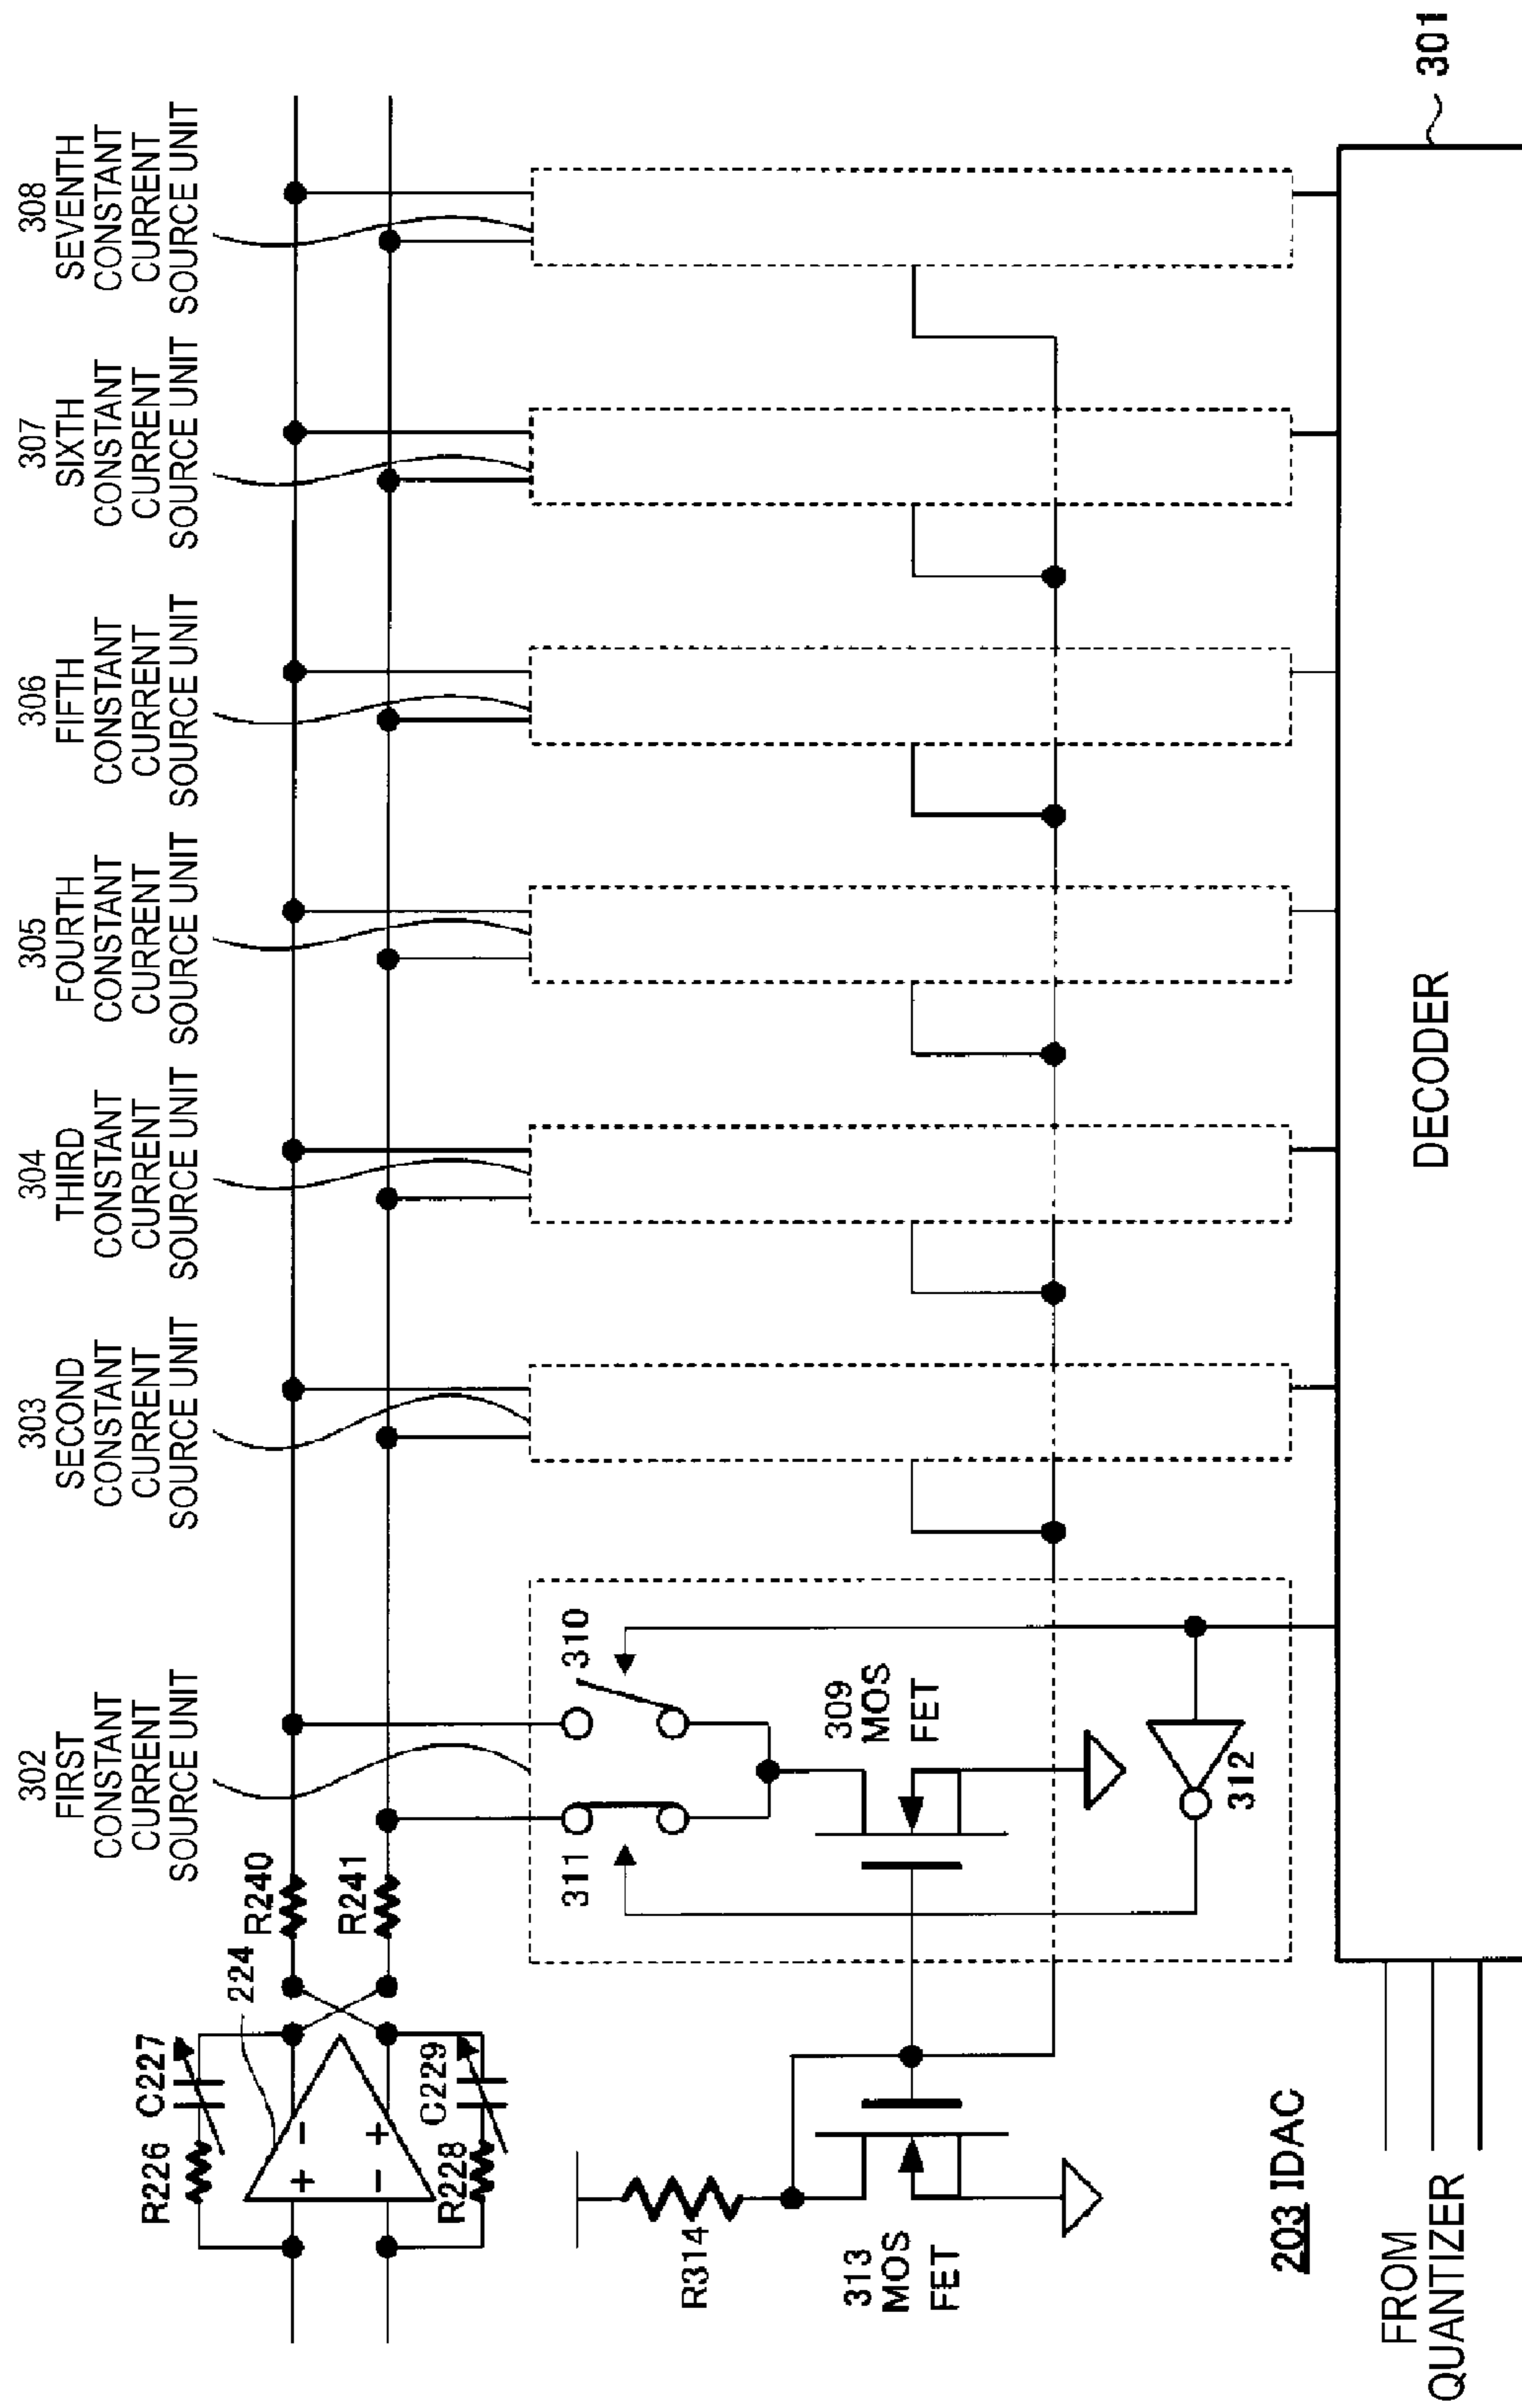 302
FIRST
CONSTANT
CURRENT
SOURCE UNIT
303
SECOND
CONSTANT
CURRENT
SOURCE UNIT
304
THIRD
CONSTANT
CURRENT
SOURCE UNIT
305
FOURTH
CONSTANT
CURRENT
SOURCE UNIT
306
FIFTH
CONSTANT
CURRENT
SOURCE UNIT
307
SIXTH
CONSTANT
CURRENT
SOURCE UNIT
308
SEVENTH
CONSTANT
CURRENT
SOURCE UNIT
R226 C227
224
R240
+ -
- +
R241
R228 C229
311
310
R314
313
MOS
FET
309
MOS
FET
312
203 IDAC
301
FROM
QUANTIZER
DECODER